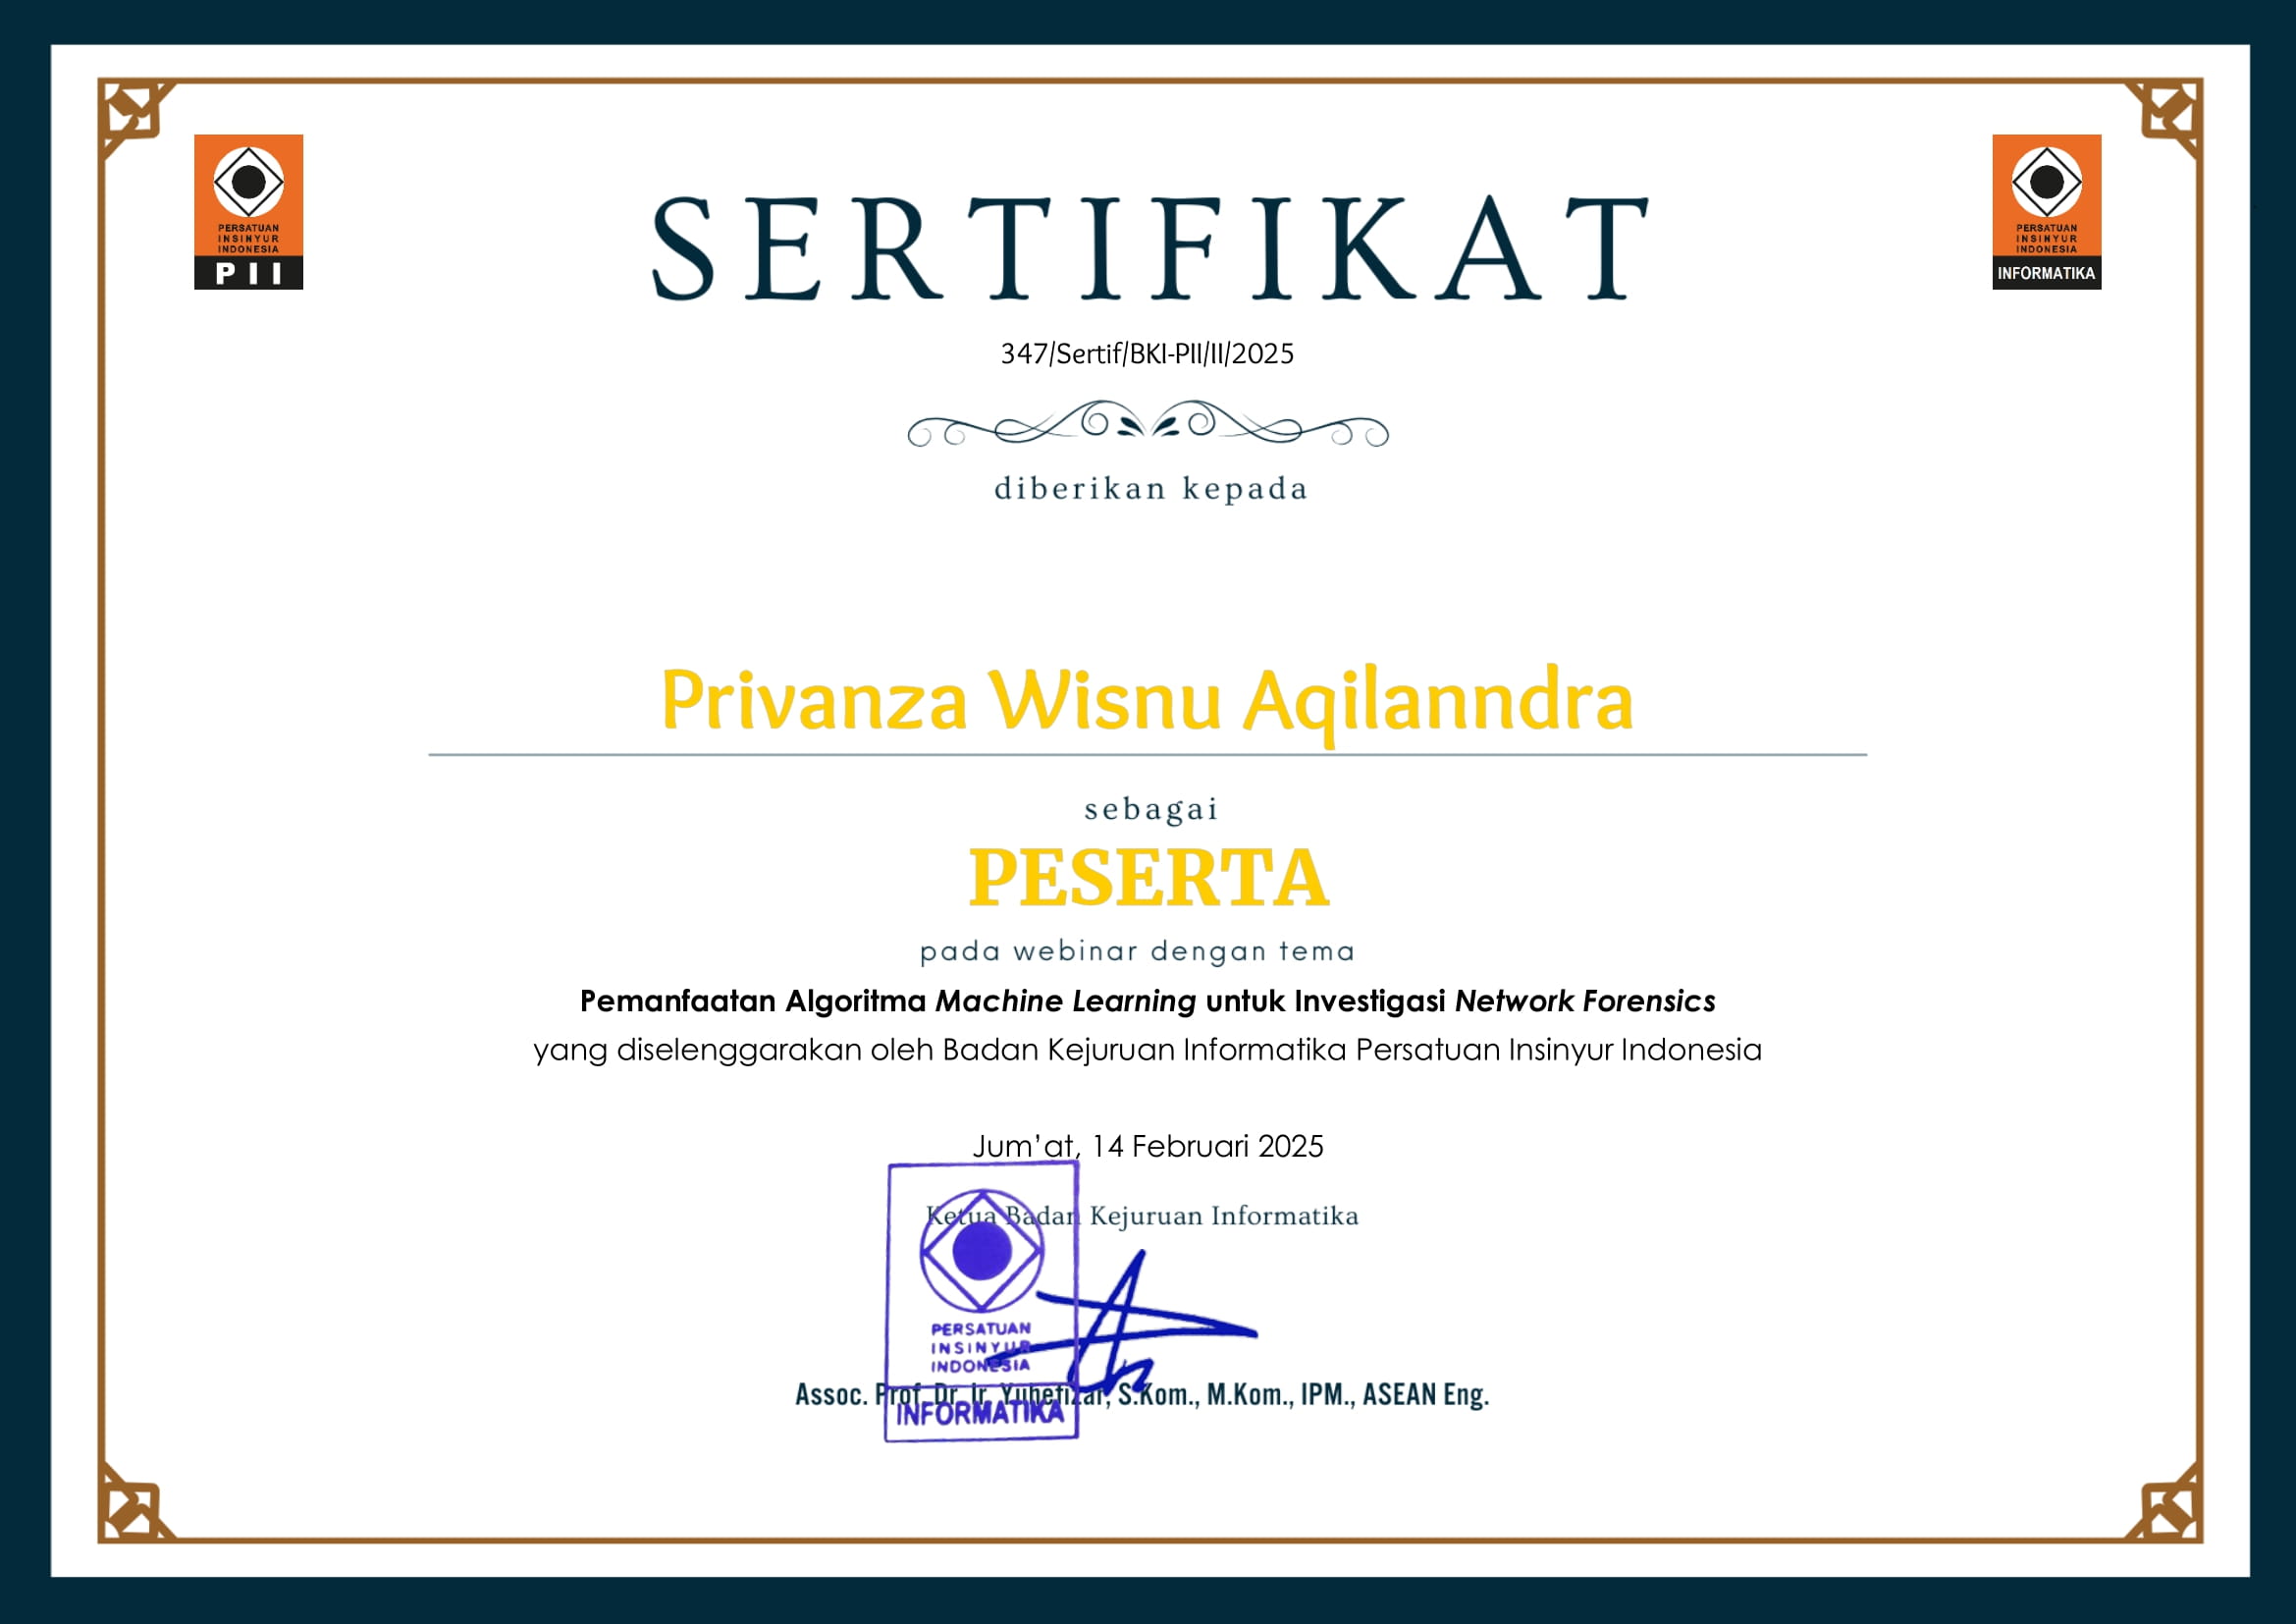 PERSATUAN
INSINYUR
INDONESIA
PII
PERSATUAN
INSINYUR
INDONESIA
INFORMATIKA
SERTIFIKAT
347/Sertif/BKI-PII/II/2025
diberikan kepada
Privanza Wisnu Aqilanndra
sebagai
PESERTA
pada webinar dengan tema
Pemanfaatan Algoritma Machine Learning untuk Investigasi Network Forensics
yang diselenggarakan oleh Badan Kejuruan Informatika Persatuan Insinyur Indonesia
Jum’at, 14 Februari 2025
Ketua Badan Kejuruan Informatika
PERSATUAN
INSINYUR
INDONESIA
Assoc. Prof. Dr. Ir. Yuhefizar, S.Kom., M.Kom., IPM., ASEAN Eng.
INFORMATIKA